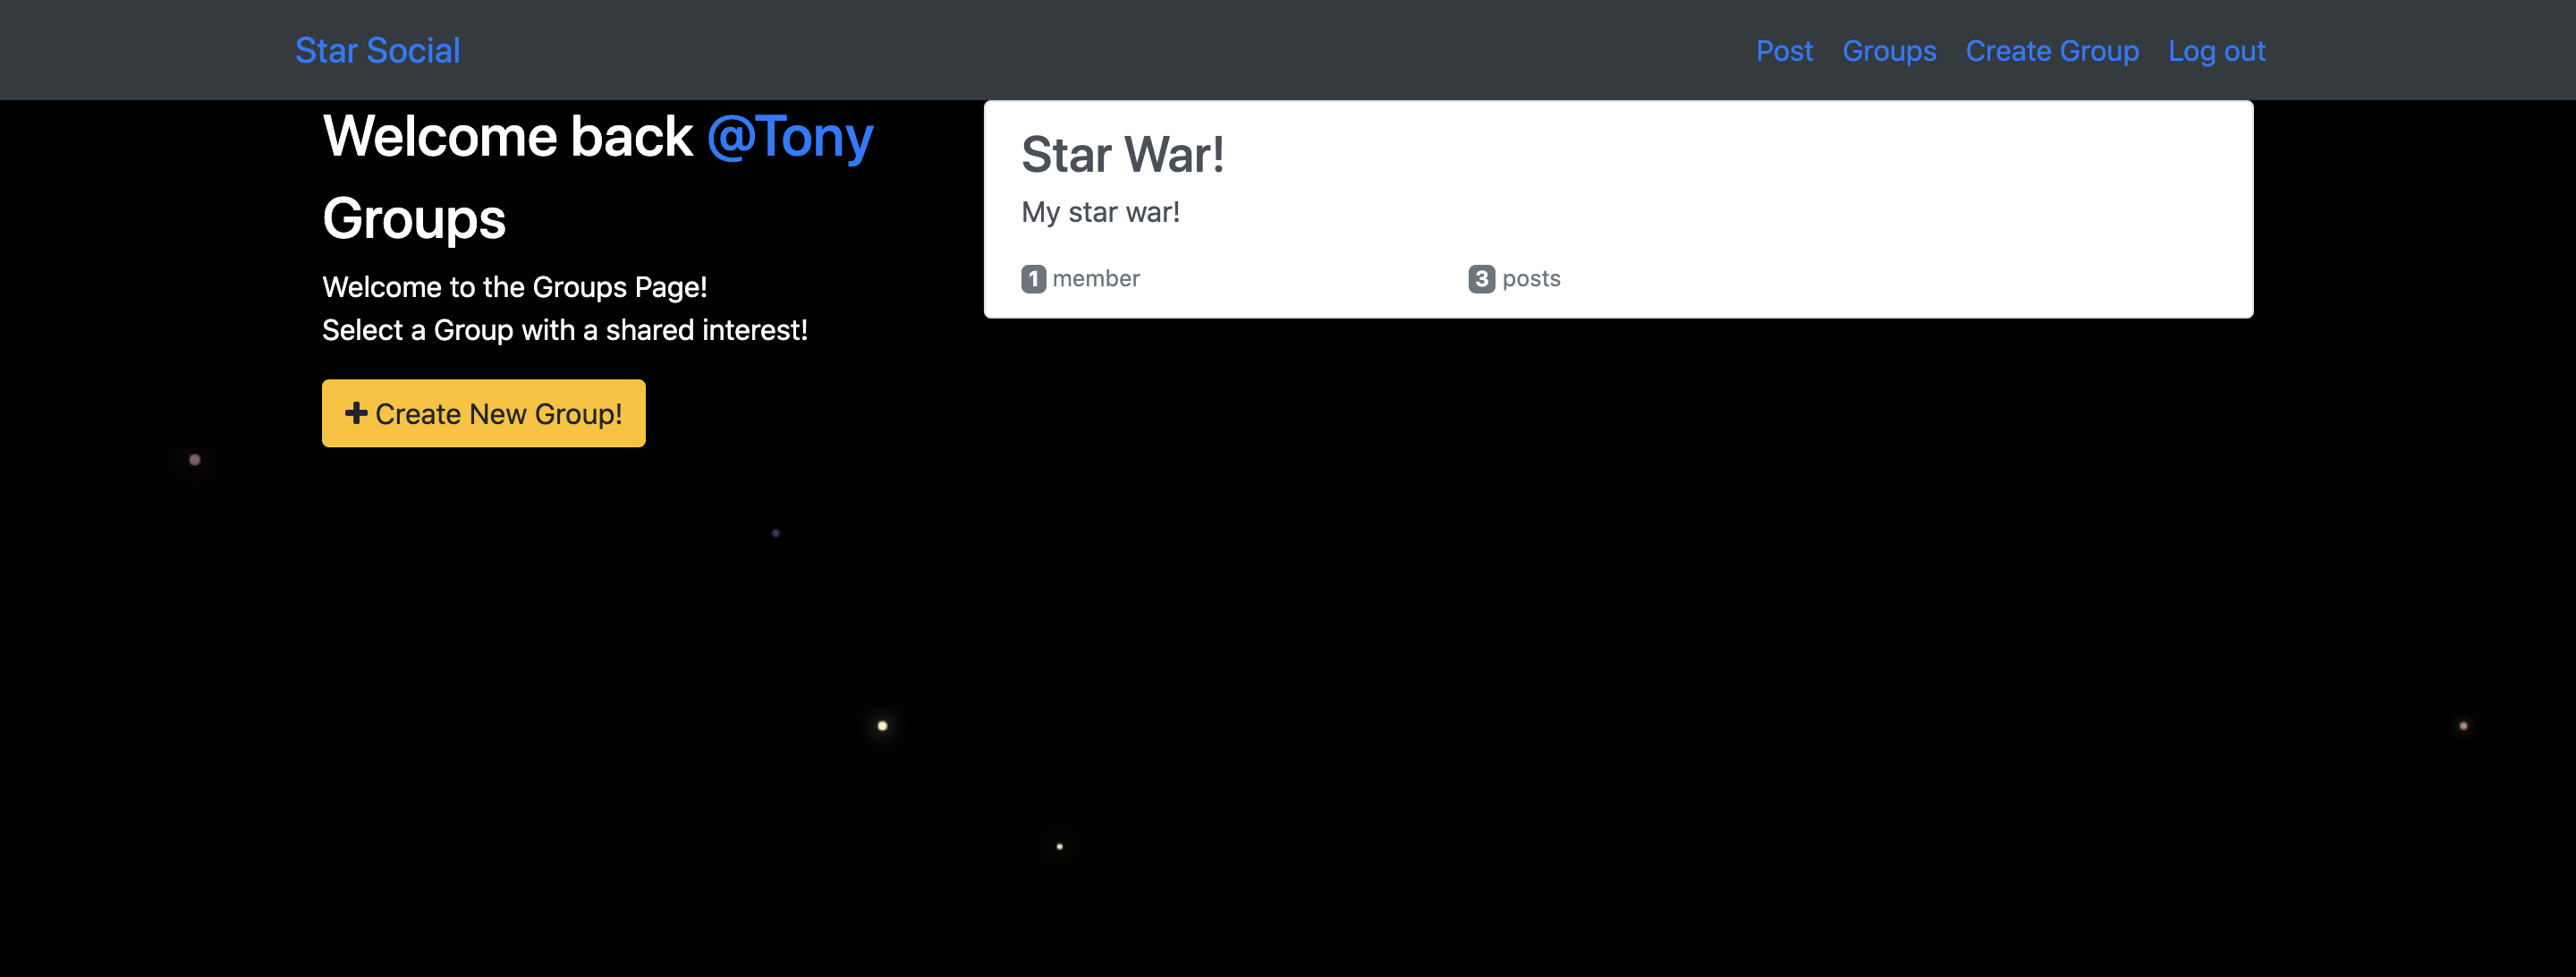 Star Social
Post Groups Create Group Log out
Welcome back @Tony
Groups
Welcome to the Groups Page!
Select a Group with a shared interest!
Create New Group!
Star War!
My star war!
1 member
3 posts